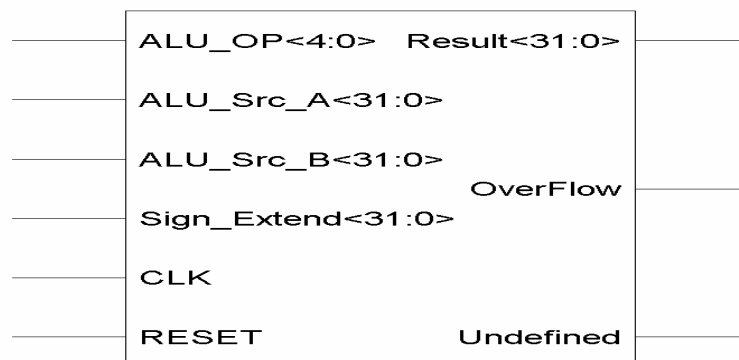 ALU_OP<4:0> Result<31:0>
ALU_Src_A<31:0>
ALU_Src_B<31:0>
OverFlow
Sign_Extend<31:0>
CLK
RESET Undefined